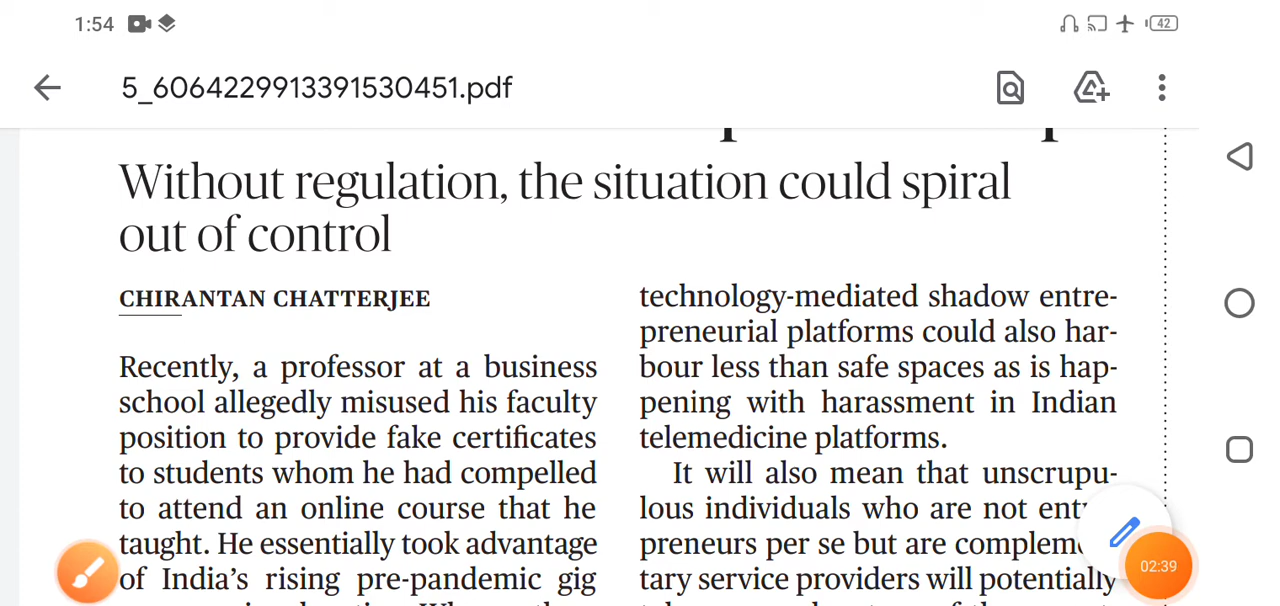 1:54
42
5_6064229913391530451.pdf
Without regulation, the situation could spiral
out of control
CHIRANTAN CHATTERJEE
Recently, a professor at a business
school allegedly misused his faculty
position to provide fake certificates
to students whom he had compelled
to attend an online course that he
taught. He essentially took advantage
of India's rising pre-pandemic gig
technology-mediated shadow entre-
preneurial platforms could also har-
bour less than safe spaces as is hap-
pening with harassment in Indian
telemedicine platforms.
It will also mean that unscrupu-
lous individuals who are not entr
preneurs per se but are complem
tary service providers will potentially
02:39